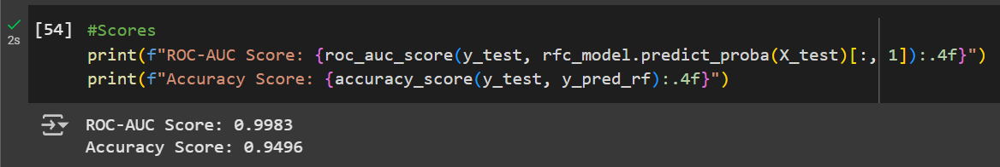 [54] #Scores
print(f"ROC-AUC Score: {roc_auc_score(y_test, rfc_model.predict_proba(X_test)[:, 1]):.4f}")
2s
print(f"Accuracy Score: {accuracy_score(y_test, y_pred_rf):.4f}")
ROC-AUC Score: 0.9983
Accuracy Score: 0.9496